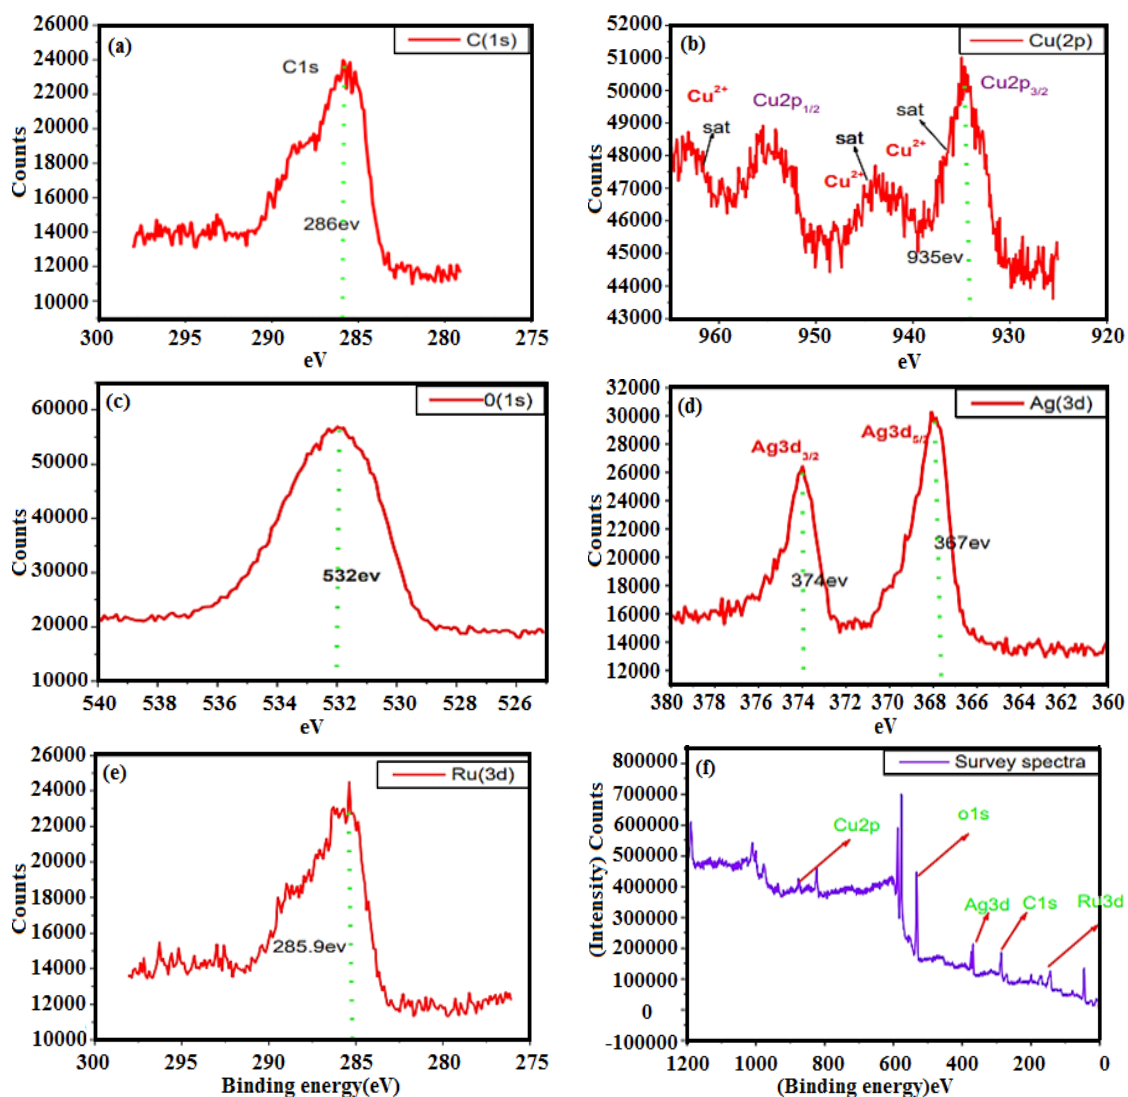 (a)
C(1s)
C1s
286ev
Counts
26000
24000
22000
20000
18000
16000
14000
12000
10000
300 295 290 285 280 275
eV
(b)
Cu(2p)
Cu²⁺
sat
Cu2p₁/₂
sat
Cu²⁺
Cu²⁺
sat
Cu2p₃/₂
935ev
Counts
52000
51000
50000
49000
48000
47000
46000
45000
44000
43000
960 950 940 930 920
eV
(c)
0(1s)
532ev
Counts
60000
50000
40000
30000
20000
10000
540 536 534 532 530 528 526
eV
(d)
Ag(3d)
Ag3d₃/₂
Ag3d₅/₂
374ev
367ev
Counts
32000
30000
26000
24000
22000
20000
18000
16000
14000
12000
380 378 374 372 370 368 366 364 362 360
eV
(e)
Ru(3d)
285.9ev
Counts
26000
24000
22000
20000
18000
16000
14000
12000
10000
300 295 290 285 280 275
Binding energy(eV)
(f)
Survey spectra
Cu2p
o1s
Ag3d
C1s
Ru3d
(Intensity) Counts
800000
700000
600000
500000
400000
300000
200000
100000
0
-100000
1200 1000 800 600 400 200 0
(Binding energy)eV